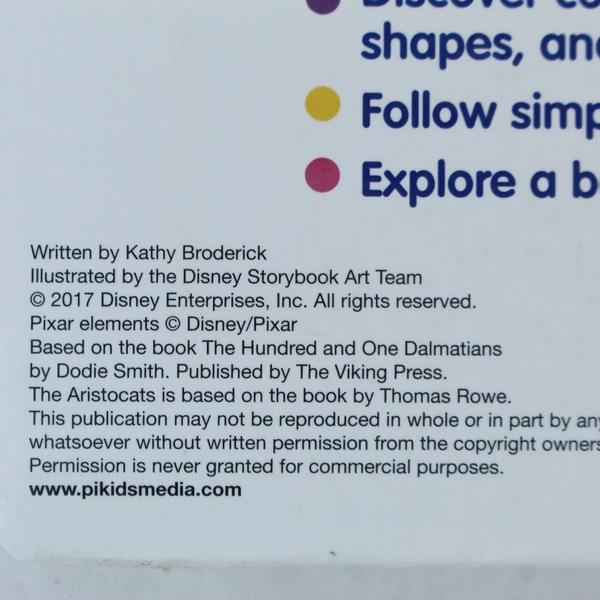 Discover
shapes,
Follow
Explore a
Written by Kathy Broderick
Illustrated by the Disney Storybook Art Team
© 2017 Disney Enterprises, Inc. All rights reserved.
Pixar elements © Disney/Pixar
Based on the book The Hundred and One Dalmatians
by Dodie Smith. Published by The Viking Press.
The Aristocats is based on the book by Thomas Rowe.
This publication may not be reproduced in whole or in part by any
whatsoever without written permission from the copyright owners
Permission is never granted for commercial purposes.
www.pikidsmedia.com